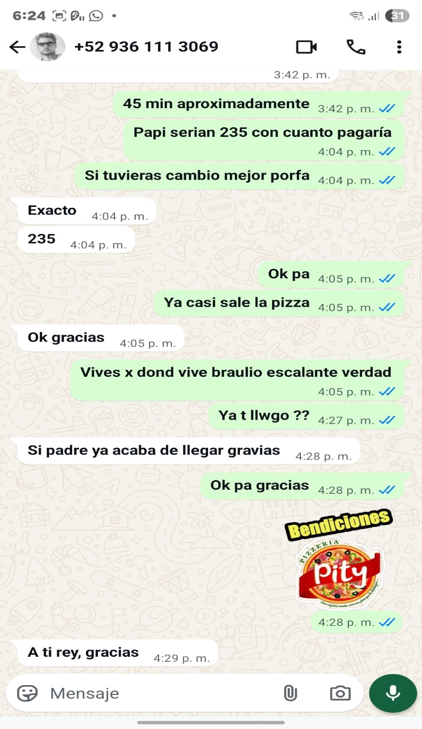 6:24
31
+52 936 111 3069
3:42 p. m.
45 min aproximadamente 3:42 p. m.
Papi serian 235 con cuanto pagaría
4:04 p. m.
Si tuvieras cambio mejor porfa 4:04 p. m.
Exacto 4:04 p. m.
235 4:04 p. m.
Ok pa 4:05 p. m.
Ya casi sale la pizza 4:05 p. m.
Ok gracias 4:05 p. m.
Vives x dond vive braulio escalante verdad
4:05 p. m.
Ya t llwgo ?? 4:27 p. m.
Si padre ya acaba de llegar gravias 4:28 p. m.
Ok pa gracias 4:28 p. m.
Bendiciones
PIZZERIA
Pity
4:28 p. m.
A ti rey, gracias 4:29 p. m.
Mensaje